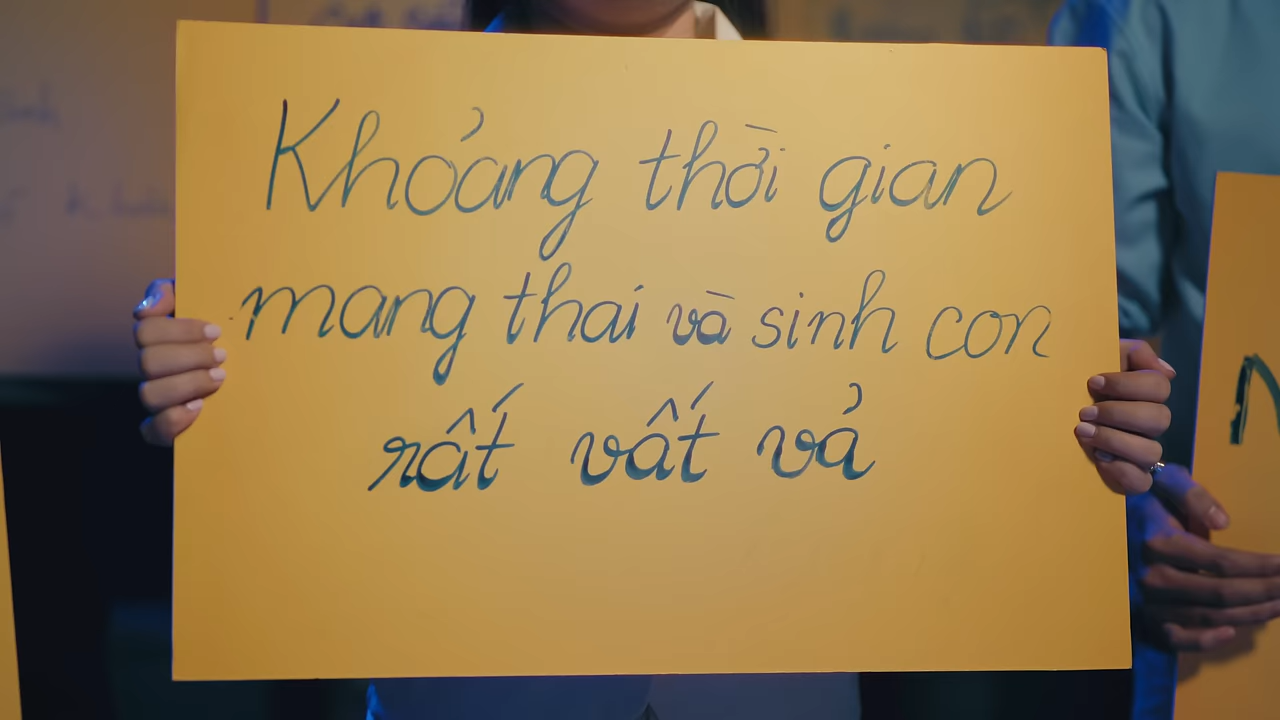 Khoảng thời gian
mang thai và sinh con
rất vất vả